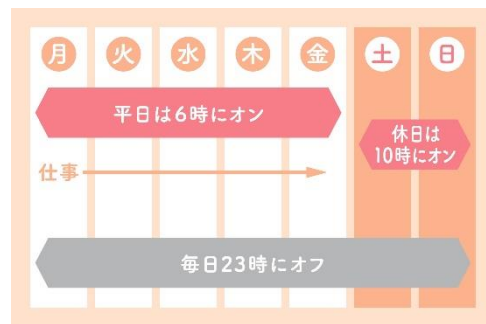 月 火 水 木 金 土 日
平日は6時にオン
休日は
10時にオン
仕事
毎日23時にオフ